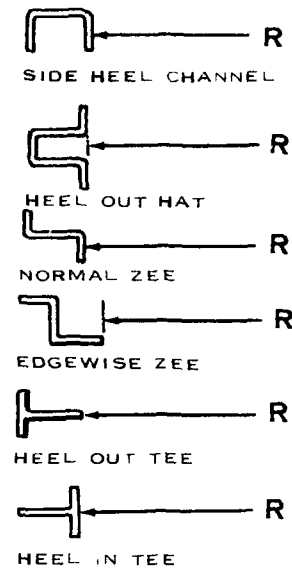 R
SIDE HEEL CHANNEL
R
HEEL OUT HAT
R
NORMAL ZEE
R
EDGEWISE ZEE
R
HEEL OUT TEE
R
HEEL IN TEE